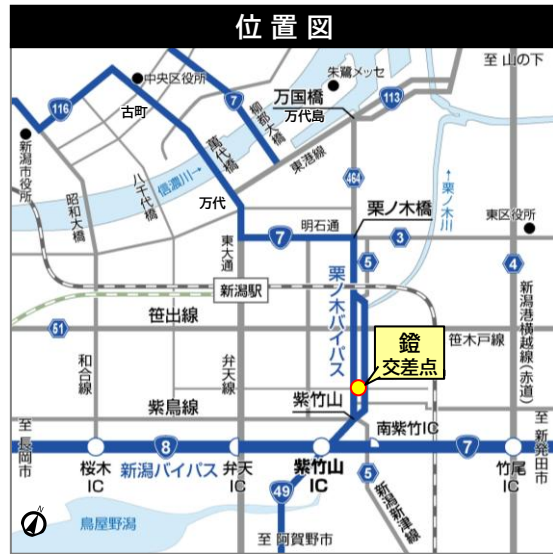 位置図
至 山の下
中央区役所
朱鷺メッセ
116
7
113
古町
柳都大橋
万国橋
万代島
新潟市役所
萬代橋
信濃川→
東港線
464
←栗ノ木川
昭和大橋
八千代橋
万代
明石通
栗ノ木橋
東区役所
7
3
東大通
5
4
新潟駅
栗ノ木バイパス
新潟港横越線(赤道)
笹出線
51
鐙
交差点
笹木戸線
和合線
弁天線
紫鳥線
紫竹山
南紫竹IC
至 長岡市
8
7
至 新発田市
桜木
IC
新潟バイパス
弁天
IC
紫竹山
IC
竹尾
IC
5
49
新潟新津線
鳥屋野潟
至 阿賀野市
N